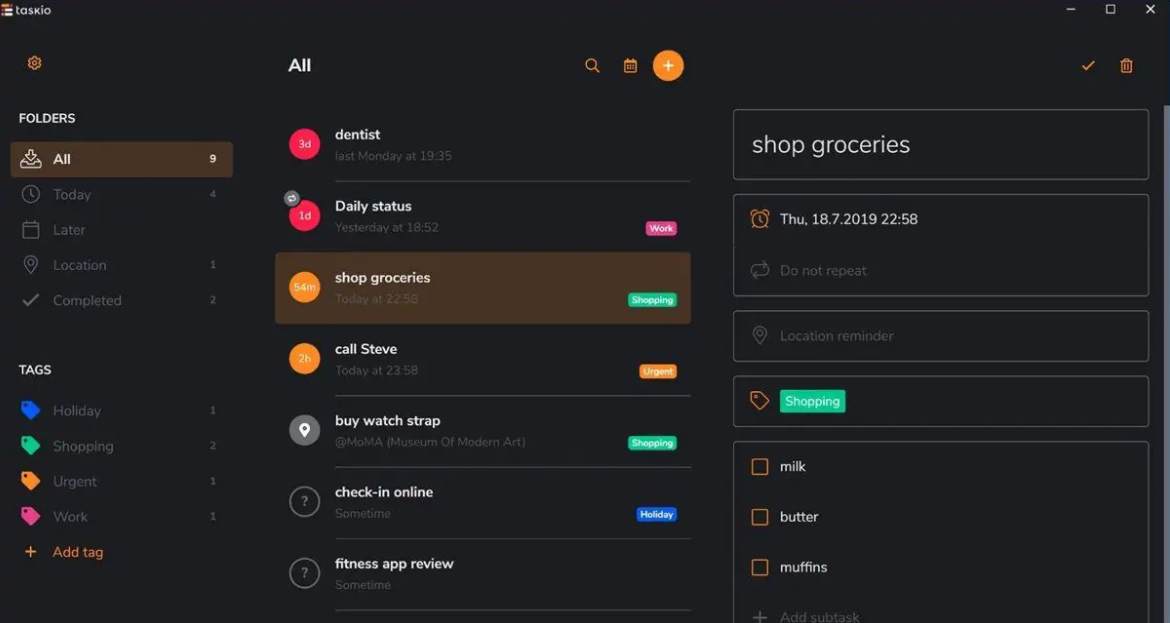 taskio
FOLDERS
All 9
Today 4
Later
Location 1
Completed 2
TAGS
Holiday 1
Shopping 2
Urgent 1
Work 1
+ Add tag
All
3d
dentist
last Monday at 19:35
1d
Daily status
Yesterday at 18:52
Work
54m
shop groceries
Today at 22:58
Shopping
2h
call Steve
Today at 23:58
Urgent
buy watch strap
@MoMA (Museum Of Modern Art)
Shopping
?
check-in online
Sometime
Holiday
?
fitness app review
Sometime
shop groceries
Thu, 18.7.2019 22:58
Do not repeat
Location reminder
Shopping
milk
butter
muffins
+ Add subtask